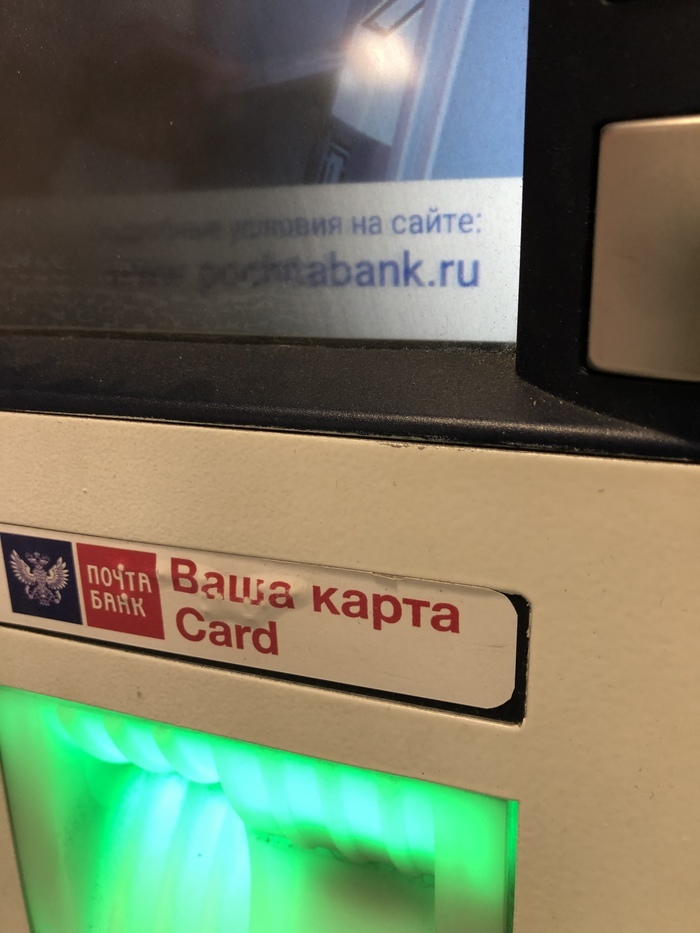 условия на сайте:
pochtabank.ru
ПОЧТА
БАНК
Ваша карта
Card